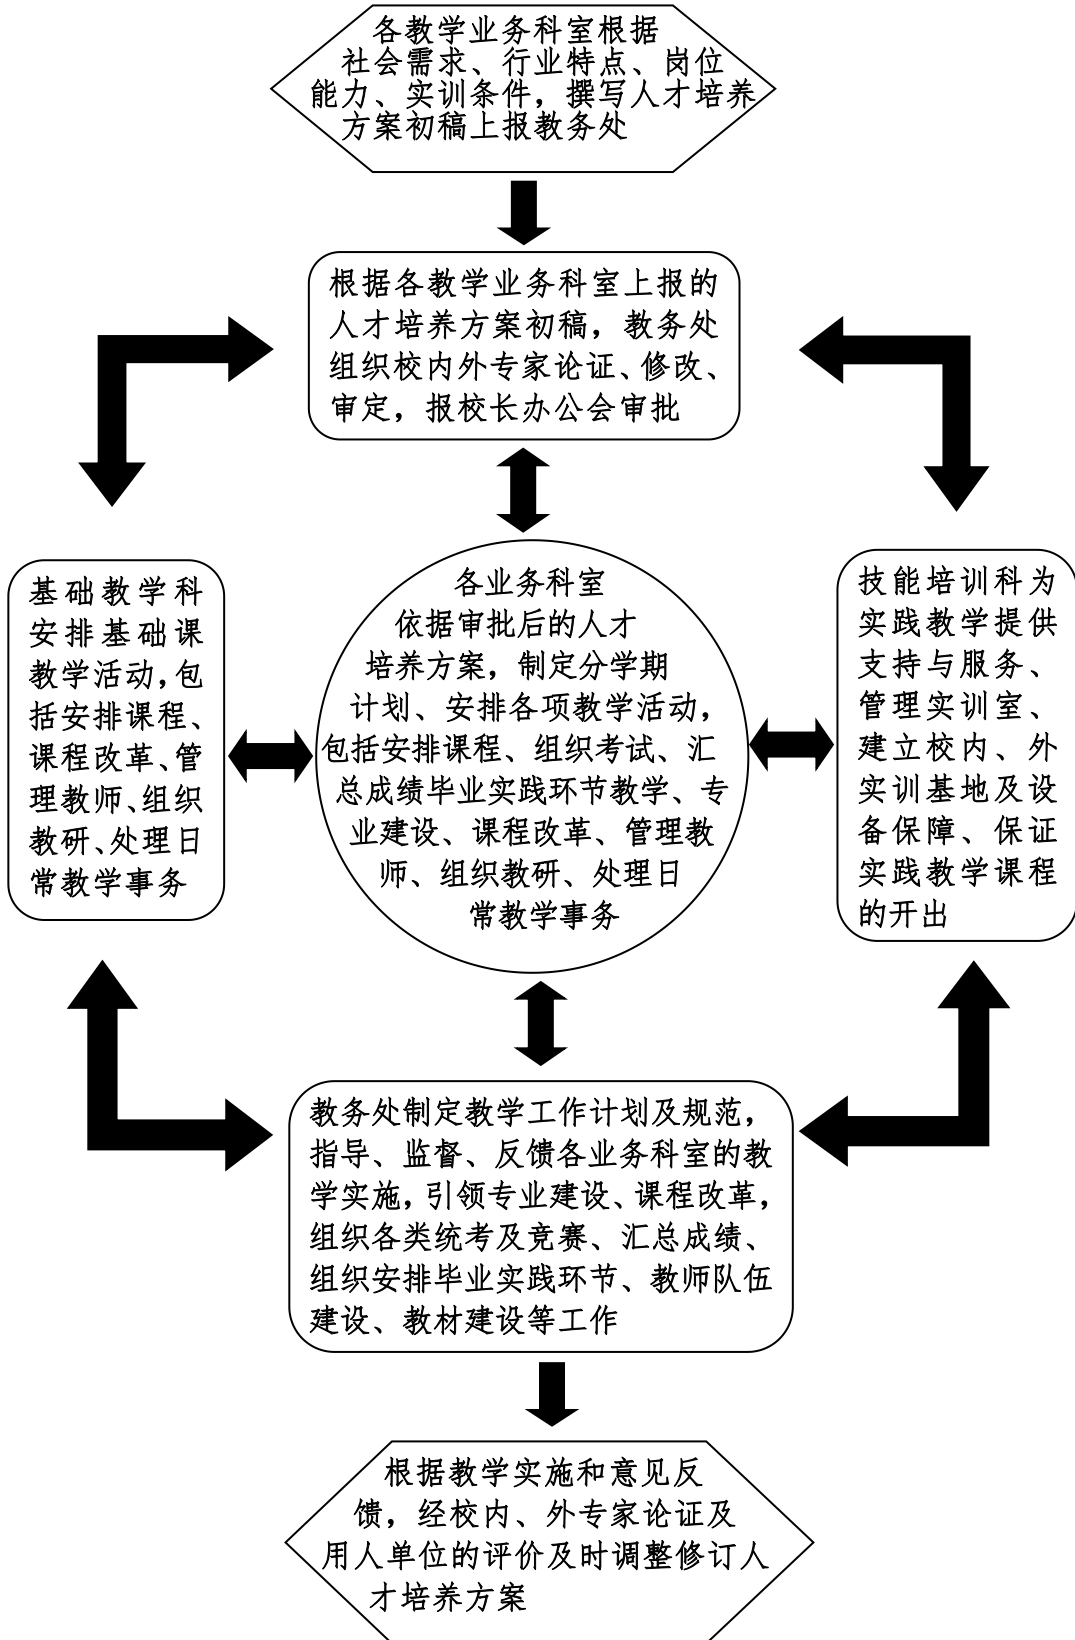 各教学业务科室根据
社会需求、行业特点、岗位
能力、实训条件，撰写人才培养
方案初稿上报教务处
根据各教学业务科室上报的
人才培养方案初稿，教务处
组织校内外专家论证、修改、
审定，报校长办公会审批
基础教学科
安排基础课
教学活动，包
括安排课程、
课程改革、管
理教师、组织
教研、处理日
常教学事务
各业务科室
依据审批后的人才
培养方案，制定分学期
计划、安排各项教学活动，
包括安排课程、组织考试、汇
总成绩毕业实践环节教学、专
业建设、课程改革、管理教
师、组织教研、处理日
常教学事务
技能培训科为
实践教学提供
支持与服务、
管理实训室、
建立校内、外
实训基地及设
备保障、保证
实践教学课程
的开出
教务处制定教学工作计划及规范，
指导、监督、反馈各业务科室的教
学实施，引领专业建设、课程改革，
组织各类统考及竞赛、汇总成绩、
组织安排毕业实践环节、教师队伍
建设、教材建设等工作
根据教学实施和意见反
馈，经校内、外专家论证及
用人单位的评价及时调整修订人
才培养方案